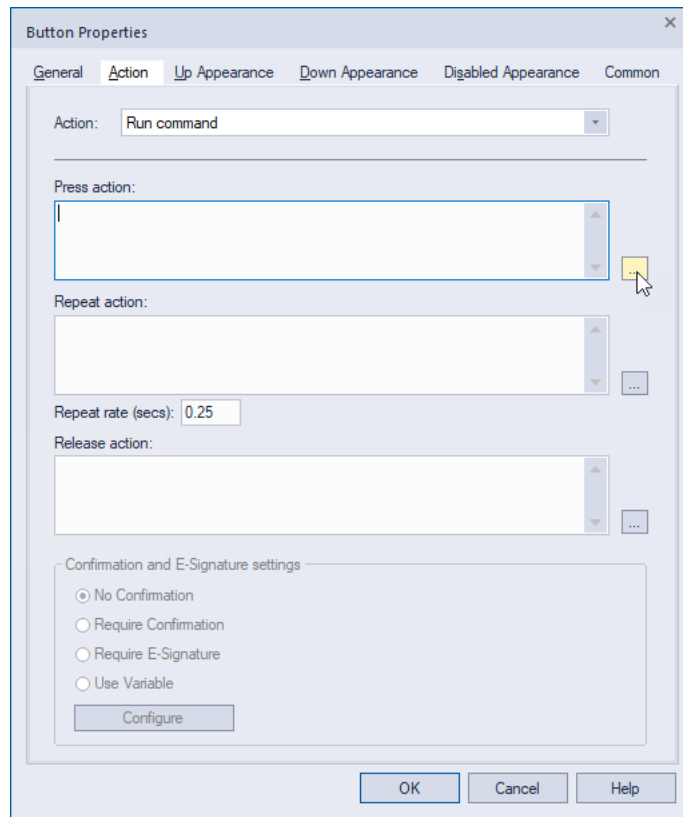 Button Properties
General Action Up Appearance Down Appearance Disabled Appearance Common
Action: Run command
Press action:
...
Repeat action:
...
Repeat rate (secs): 0.25
Release action:
...
Confirmation and E-Signature settings
No Confirmation
Require Confirmation
Require E-Signature
Use Variable
Configure
OK Cancel Help